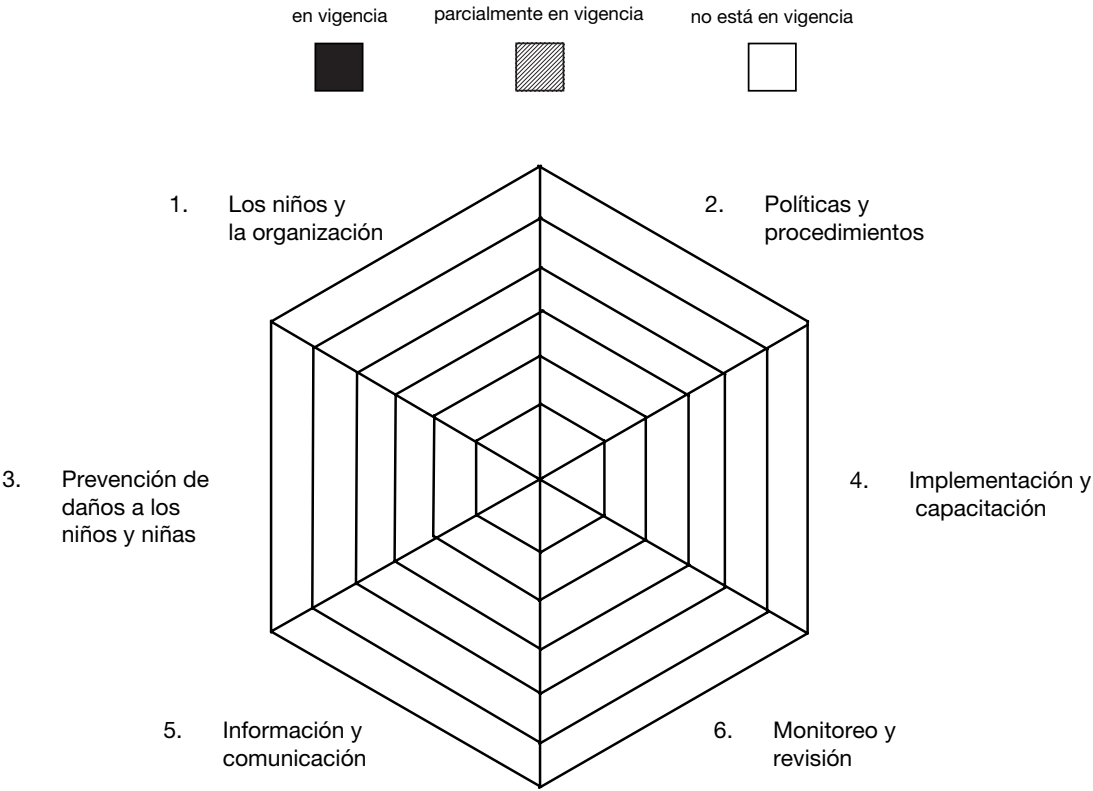 en vigencia
parcialmente en vigencia
no está en vigencia
1. Los niños y
la organización
2. Políticas y
procedimientos
3. Prevención de
daños a los
niños y niñas
4. Implementación y
capacitación
5. Información y
comunicación
6. Monitoreo y
revisión